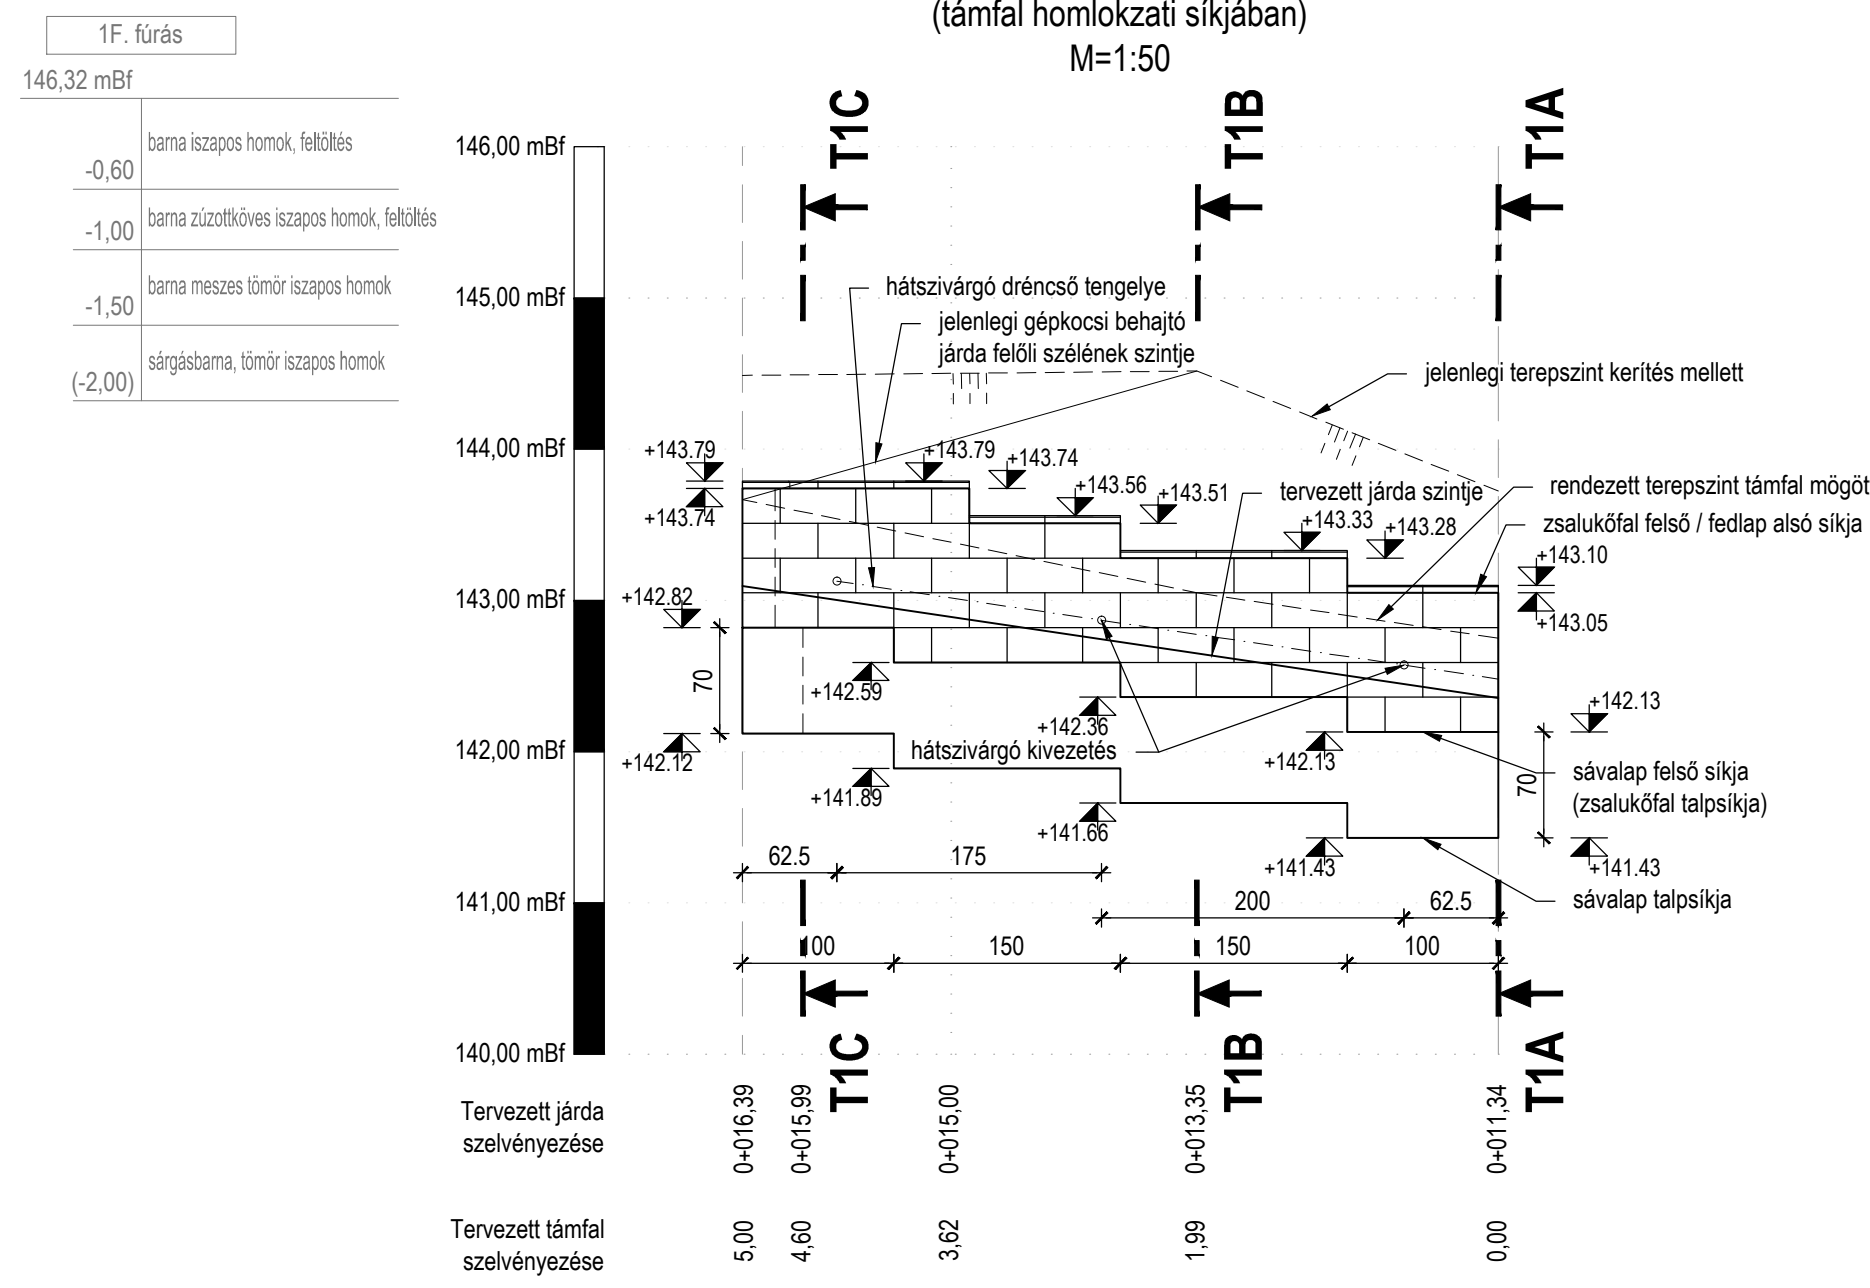 (támfal homlokzati síkjában)
M=1:50
1F. fúrás
146,32 mBf
barna iszapos homok, feltöltés
-0,60
barna zúzottköves iszapos homok, feltöltés
-1,00
barna meszes tömör iszapos homok
-1,50
sárgásbarna, tömör iszapos homok
(-2,00)
T1C
T1B
T1A
146,00 mBf
145,00 mBf
144,00 mBf
143,00 mBf
142,00 mBf
141,00 mBf
140,00 mBf
hátszivárgó dréncső tengelye
jelenlegi gépkocsi behajtó
járda felőli szélének szintje
jelenlegi terepszint kerítés mellett
+143.79
+143.74
+143.79
+143.74
+143.56
+143.51
tervezett járda szintje
+143.33
+143.28
rendezett terepszint támfal mögöt
zsalukőfal felső / fedlap alsó síkja
+143.10
+143.05
+142.82
70
+142.12
+142.59
+141.89
+142.36
+141.66
hátszivárgó kivezetés
+142.13
+141.43
+142.13
70
+141.43
sávalap felső síkja
(zsalukőfal talpsíkja)
sávalap talpsíkja
62.5
175
200
62.5
100
150
150
100
T1C
T1B
T1A
Tervezett járda
szelvényezése
0+016,39
0+015,99
0+015,00
0+013,35
0+011,34
Tervezett támfal
szelvényezése
5,00
4,60
3,62
1,99
0,00